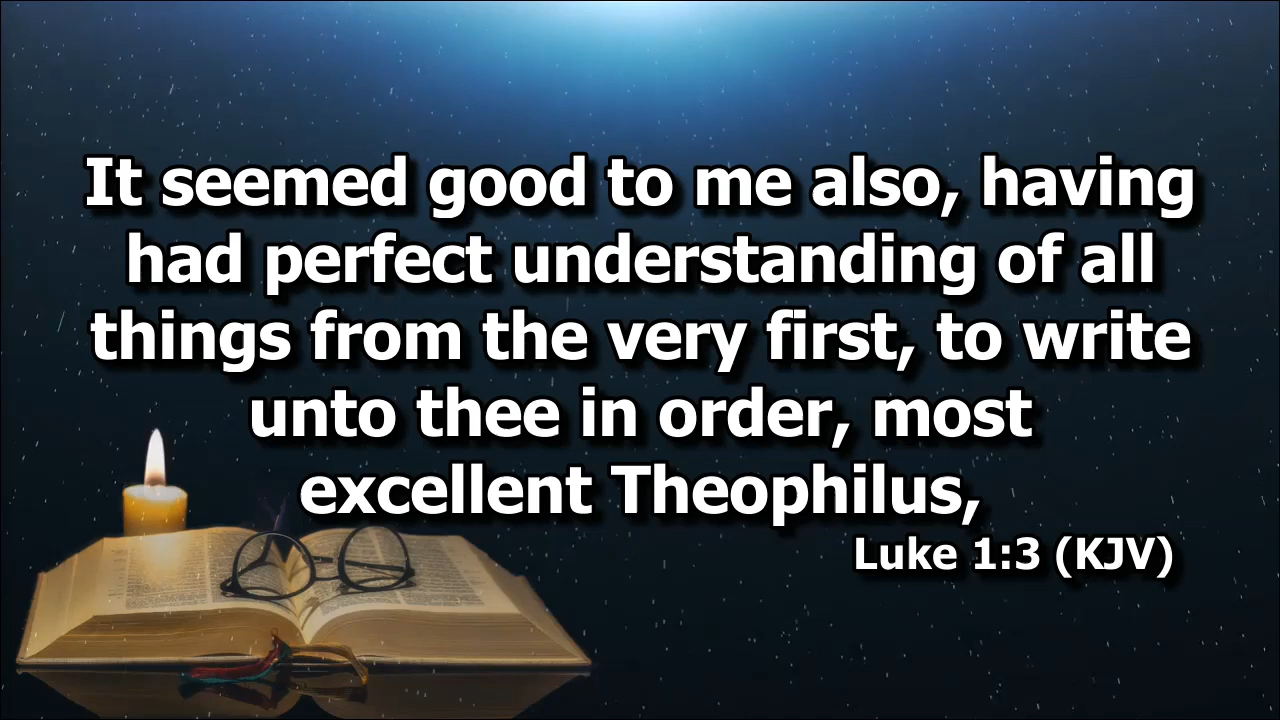 It seemed good to me also, having
had perfect understanding of all
things from the very first, to write
unto thee in order, most
excellent Theophilus,
Luke 1:3 (KJV)